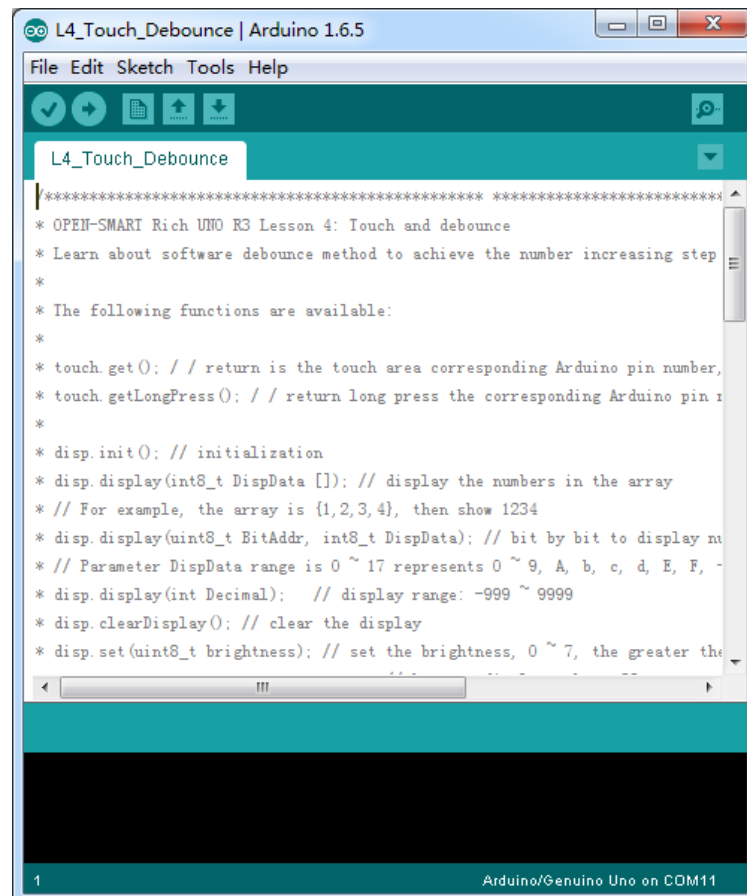 L4_Touch_Debounce | Arduino 1.6.5
File Edit Sketch Tools Help
L4_Touch_Debounce
/************************************************* **************************
* OPEN-SMART Rich UNO R3 Lesson 4: Touch and debounce
* Learn about software debounce method to achieve the number increasing step
*
* The following functions are available:
*
* touch.get(); / / return is the touch area corresponding Arduino pin number,
* touch.getLongPress(); / / return long press the corresponding Arduino pin
*
* disp.init(); // initialization
* disp.display(int8_t DispData []); // display the numbers in the array
* // For example, the array is {1,2,3,4}, then show 1234
* disp.display(uint8_t BitAddr, int8_t DispData); // bit by bit to display
* // Parameter DispData range is 0 ~ 17 represents 0 ~ 9, A, b, c, d, E, F, -
* disp.display(int Decimal);   // display range: -999 ~ 9999
* disp.clearDisplay(); // clear the display
* disp.set(uint8_t brightness); // set the brightness, 0 ~ 7, the greater the
1
Arduino/Genuino Uno on COM11